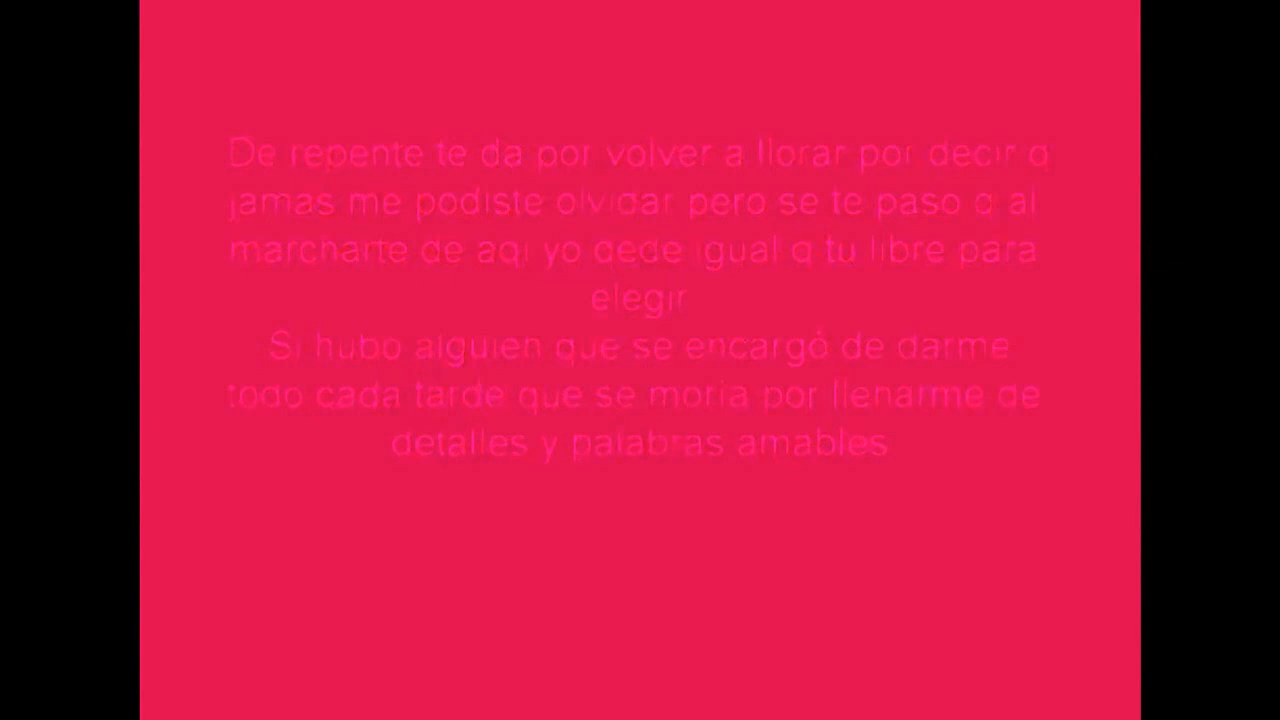 De repente te da por volver a llorar por decir q
jamas me podiste olvidar pero se te paso q al
marcharte de aqi yo qede igual q tu libre para
elegir
Si hubo alguien que se encargó de darme
todo cada tarde que se moria por llenarme de
detalles y palabras amables